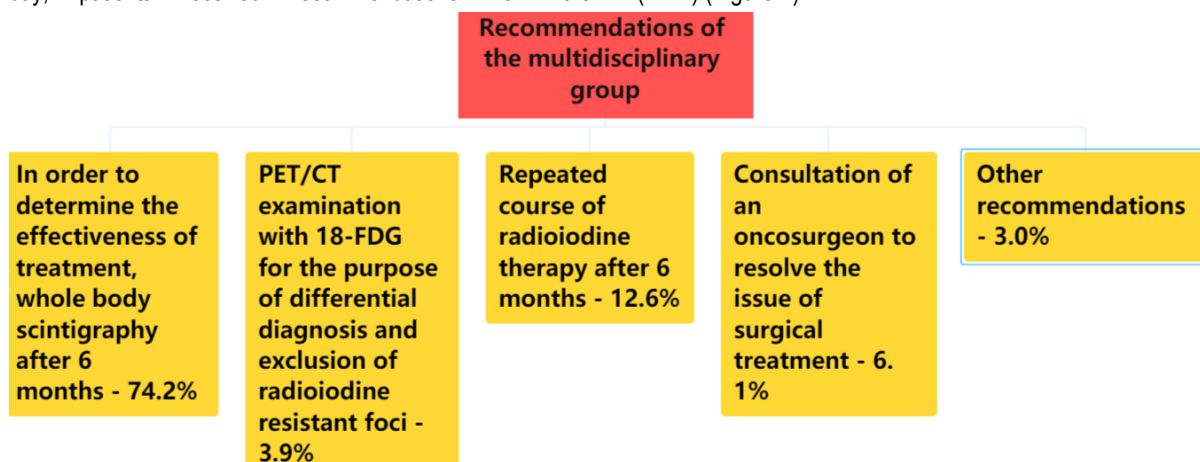 Recommendations of
the multidisciplinary
group
In order to
determine the
effectiveness of
treatment,
whole body
scintigraphy
after 6
months - 74.2%
PET/CT
examination
with 18-FDG
for the purpose
of differential
diagnosis and
exclusion of
radioiodine
resistant foci -
3.9%
Repeated
course of
radioiodine
therapy after 6
months - 12.6%
Consultation of
an
oncosurgeon to
resolve the
issue of
surgical
treatment - 6.
1%
Other
recommendations
- 3.0%